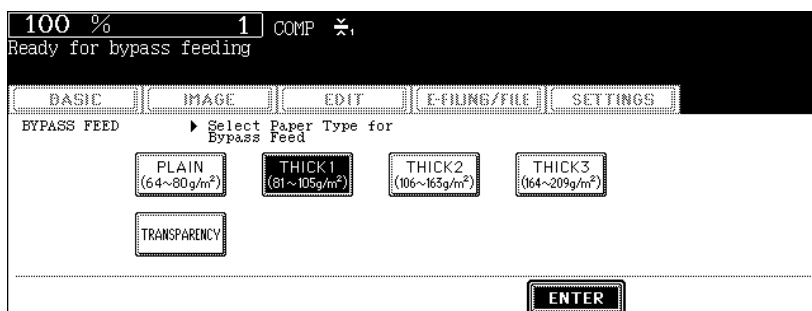 100 % 1 COMP
Ready for bypass feeding
BASIC IMAGE EDIT E-FILING/FILE SETTINGS
BYPASS FEED Select Paper Type for
Bypass Feed
PLAIN THICK1 THICK2 THICK3
(64~80g/m²) (81~105g/m²) (106~163g/m²) (164~209g/m²)
TRANSPARENCY
ENTER